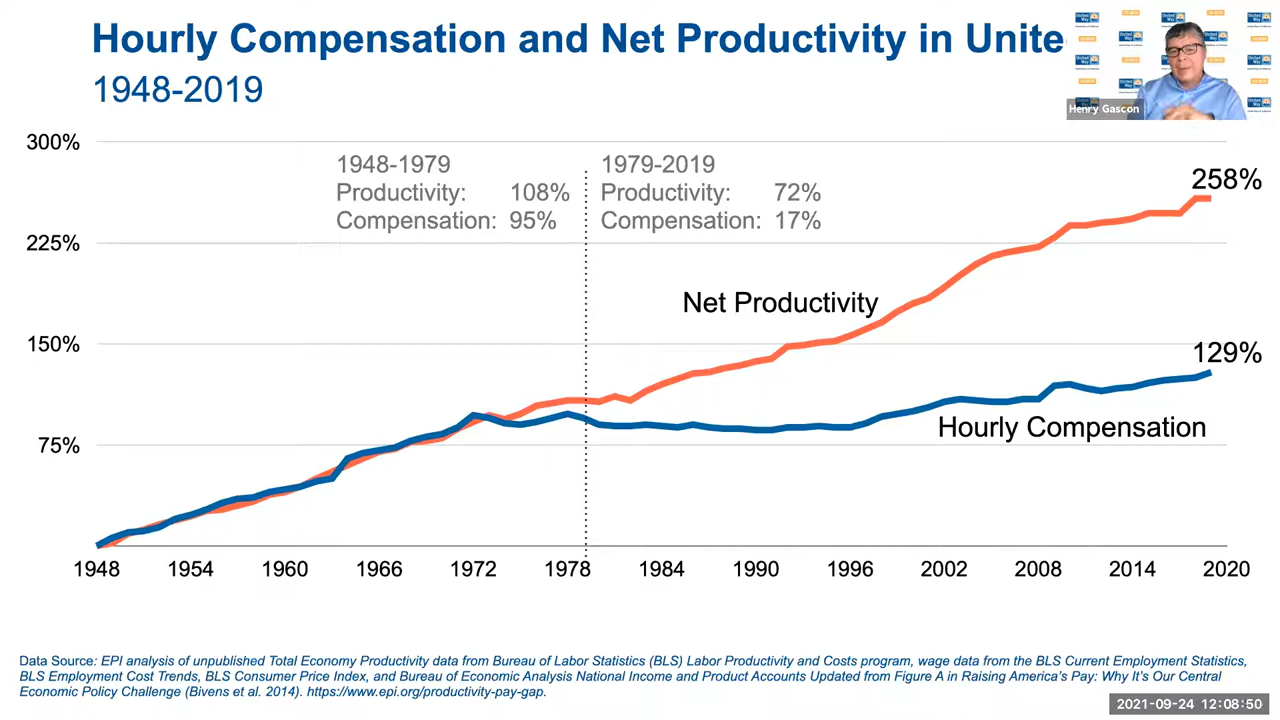 Hourly Compensation and Net Productivity in Unite
1948-2019
Henry Gascon
300%
225%
150%
75%
1948-1979
Productivity: 108%
Compensation: 95%
1979-2019
Productivity: 72%
Compensation: 17%
258%
Net Productivity
129%
Hourly Compensation
1948 1954 1960 1966 1972 1978 1984 1990 1996 2002 2008 2014 2020
Data Source: EPI analysis of unpublished Total Economy Productivity data from Bureau of Labor Statistics (BLS) Labor Productivity and Costs program, wage data from the BLS Current Employment Statistics,
BLS Employment Cost Trends, BLS Consumer Price Index, and Bureau of Economic Analysis National Income and Product Accounts Updated from Figure A in Raising America's Pay: Why It's Our Central
Economic Policy Challenge (Bivens et al. 2014). https://www.epi.org/productivity-pay-gap.
2021-09-24 12:08:50